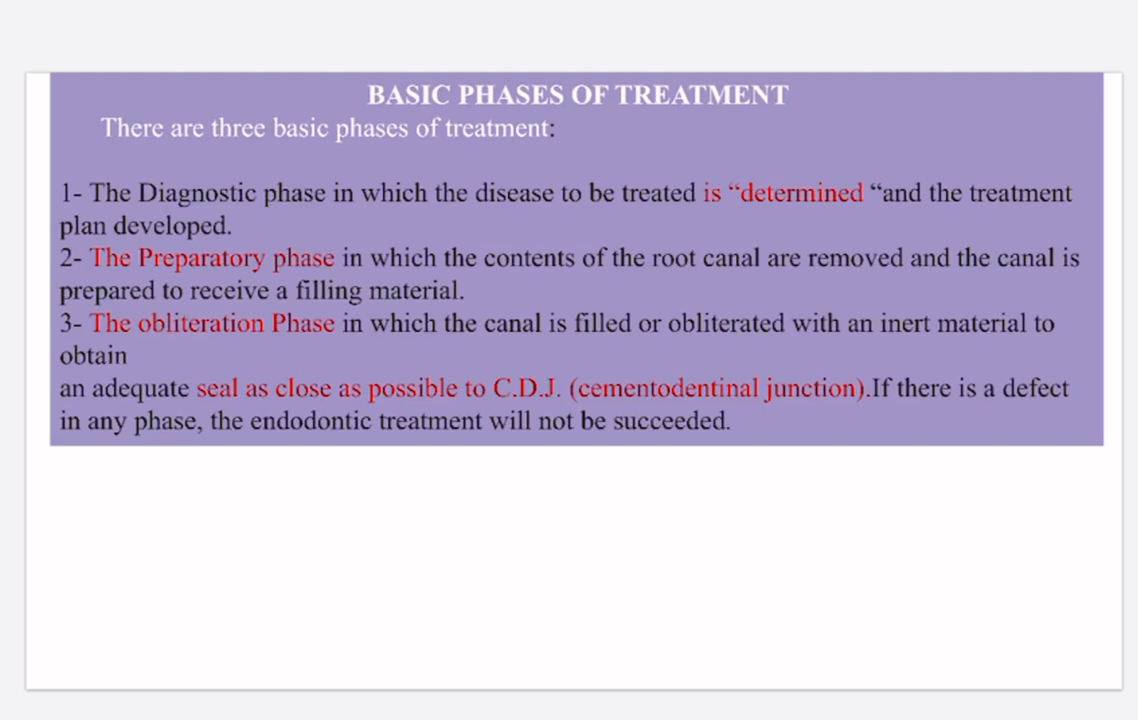 BASIC PHASES OF TREATMENT
There are three basic phases of treatment:
1- The Diagnostic phase in which the disease to be treated is “determined “and the treatment
plan developed.
2- The Preparatory phase in which the contents of the root canal are removed and the canal is
prepared to receive a filling material.
3- The obliteration Phase in which the canal is filled or obliterated with an inert material to
obtain
an adequate seal as close as possible to C.D.J. (cementodentinal junction).If there is a defect
in any phase, the endodontic treatment will not be succeeded.